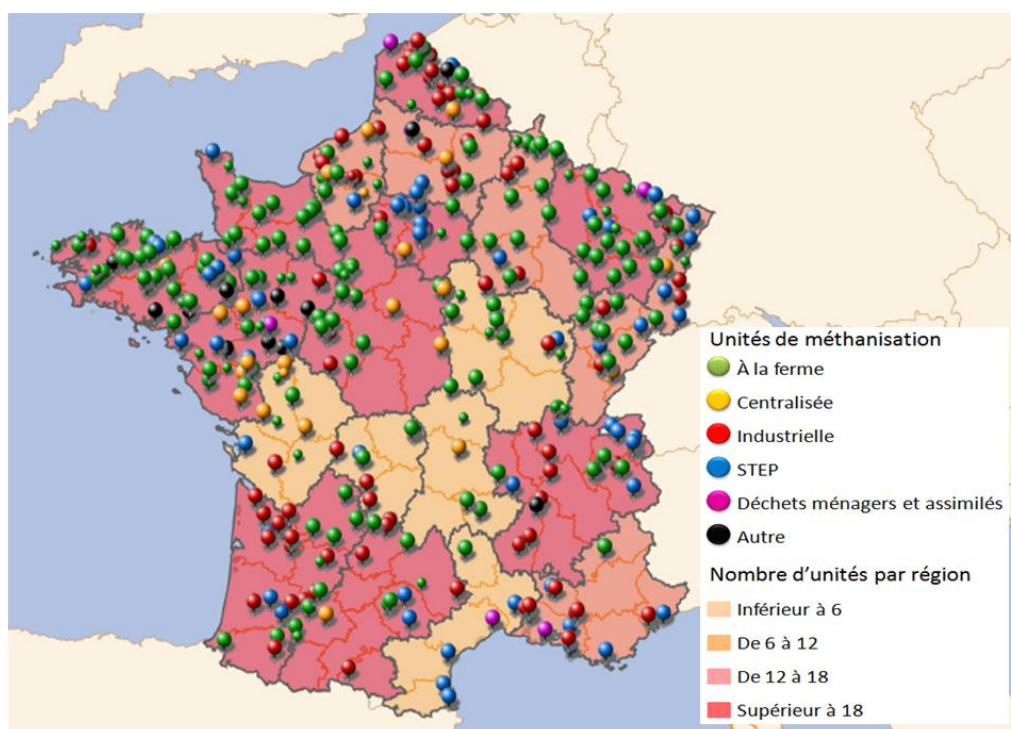 Unités de méthanisation
À la ferme
Centralisée
Industrielle
STEP
Déchets ménagers et assimilés
Autre
Nombre d'unités par région
Inférieur à 6
De 6 à 12
De 12 à 18
Supérieur à 18